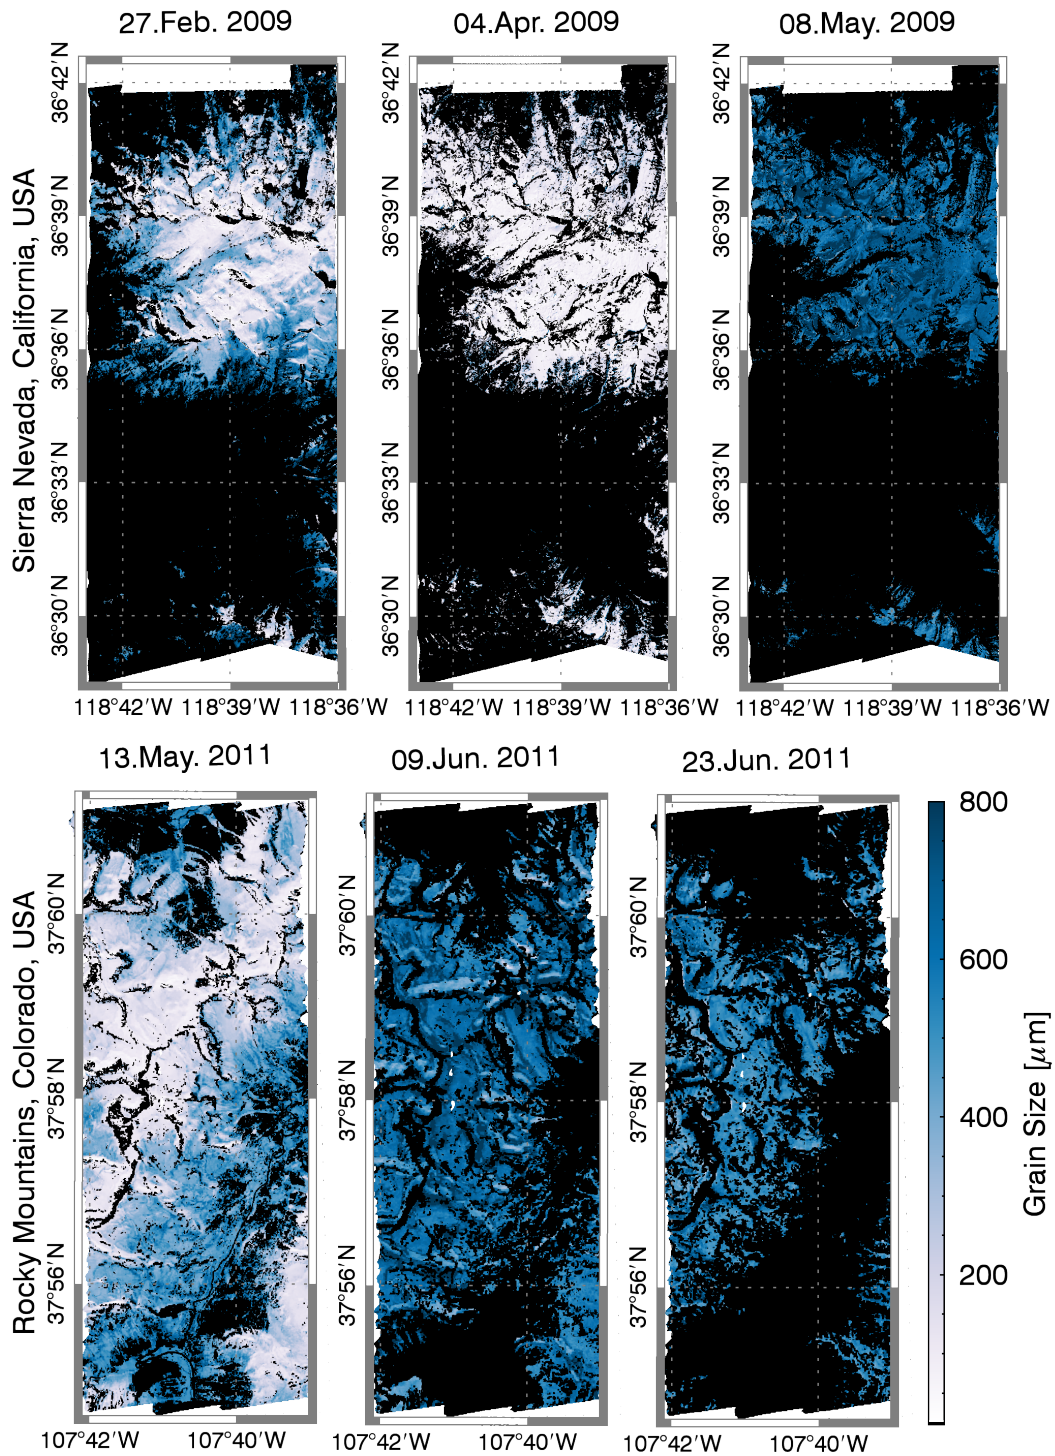 27.Feb. 2009
04.Apr. 2009
08.May. 2009
Sierra Nevada, California, USA
36°42′N
36°39′N
36°36′N
36°33′N
36°30′N
36°42′N
36°39′N
36°36′N
36°33′N
36°30′N
36°42′N
36°39′N
36°36′N
36°33′N
36°30′N
118°42′W 118°39′W 118°36′W
118°42′W 118°39′W 118°36′W
118°42′W 118°39′W 118°36′W
13.May. 2011
09.Jun. 2011
23.Jun. 2011
Rocky Mountains, Colorado, USA
37°60′N
37°58′N
37°56′N
37°60′N
37°58′N
37°56′N
37°60′N
37°58′N
37°56′N
107°42′W 107°40′W
107°42′W 107°40′W
107°42′W 107°40′W
800
600
400
200
Grain Size [μm]